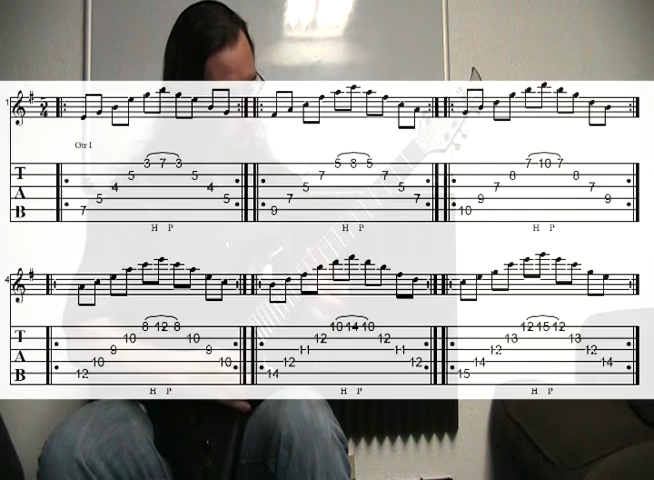 1
5
4
Gtr I
3 7 3 5 8 5 7 10 7
T 5 5 7 7 8 8
A 4 4 5 5 7 7
5 5 7 7 9 9
B 7 9 10
H P H P H P
4
8 12 8 10 14 10 12 15 12
T 10 10 12 12 13 13
A 9 9 11 11 12 12
10 10 12 12 14 14
B 12 14 15
H P H P H P